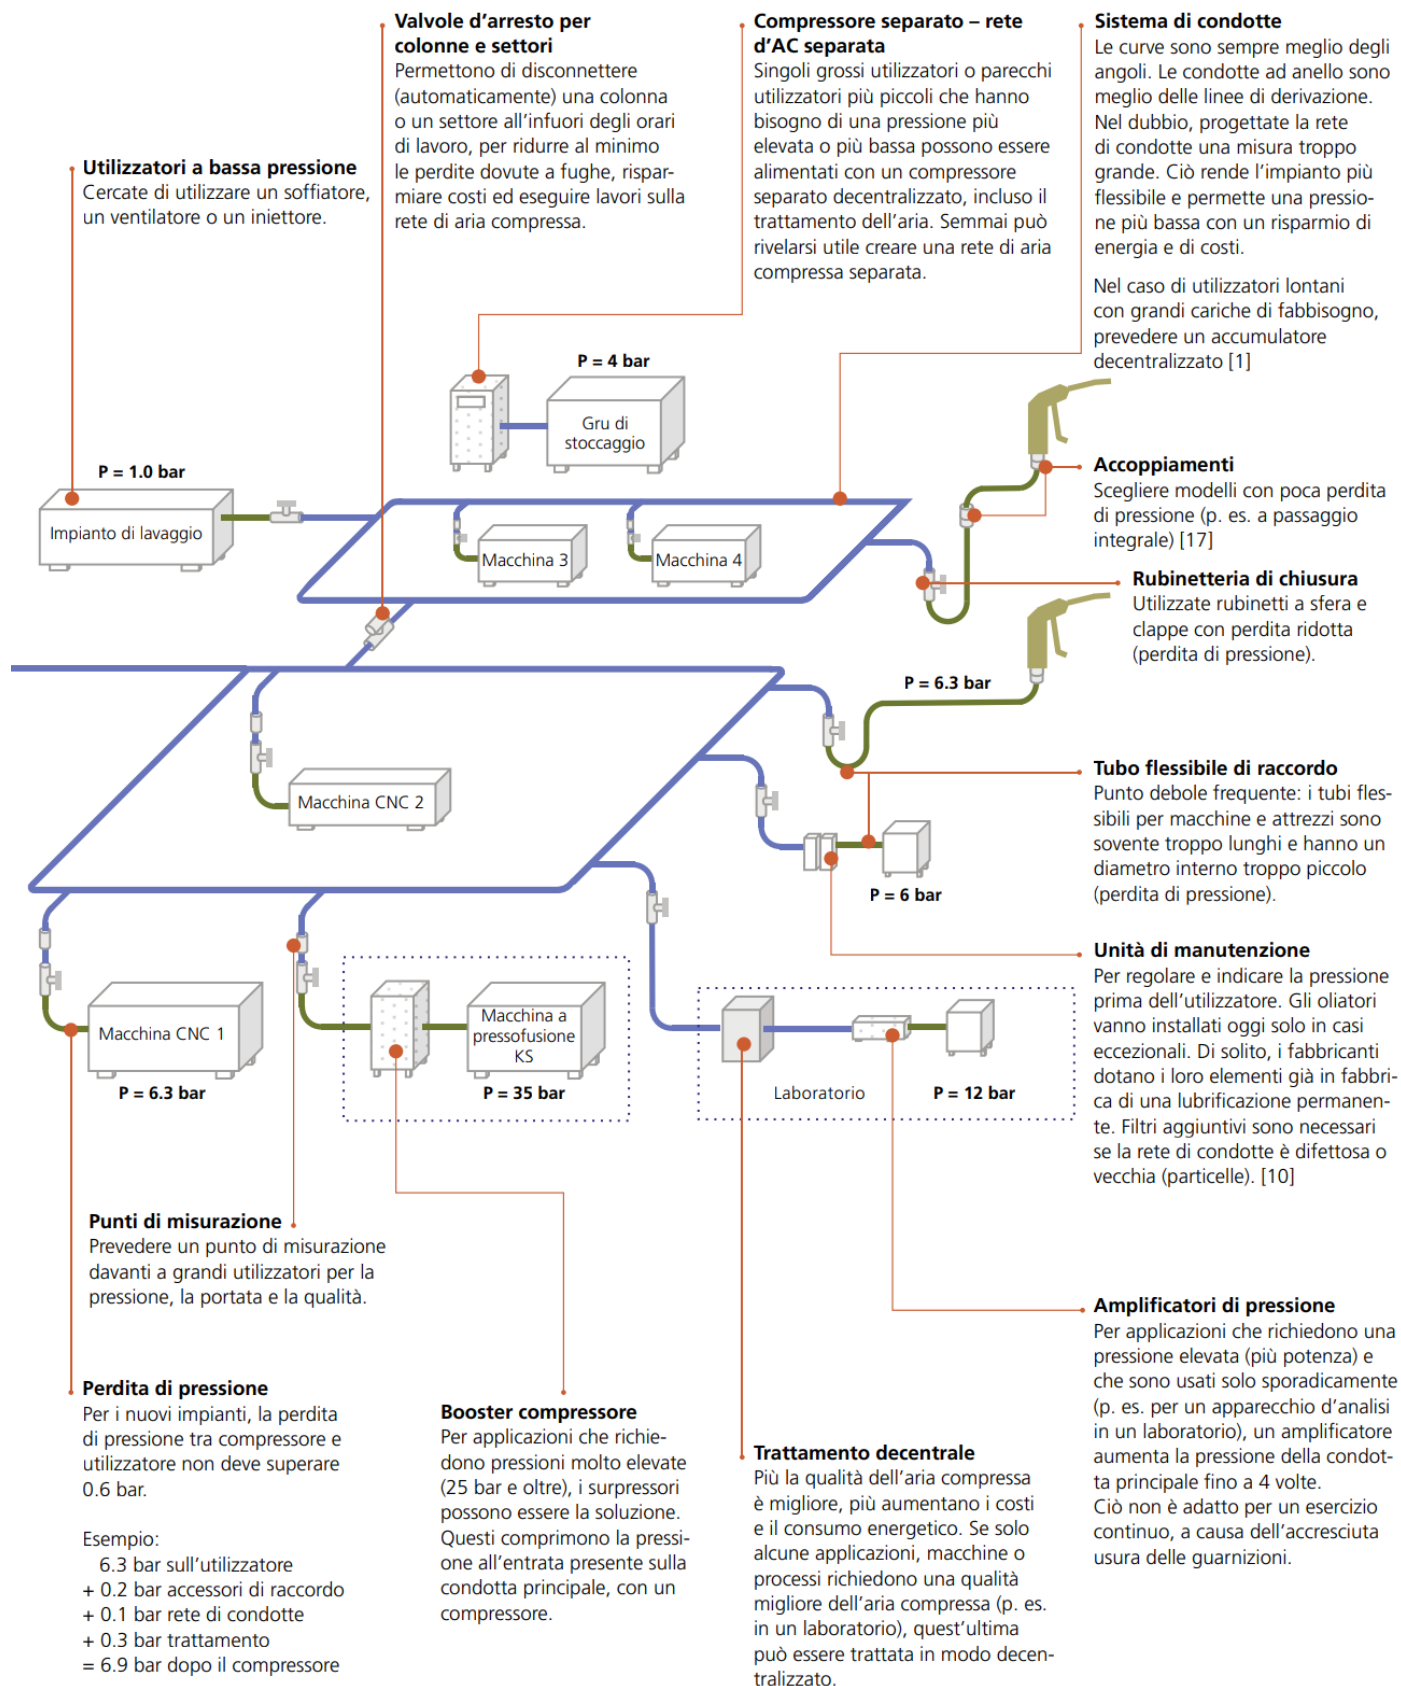 Valvole d'arresto per
colonne e settori
Permettono di disconnettere
(automaticamente) una colonna
o un settore all'infuori degli orari
di lavoro, per ridurre al minimo
le perdite dovute a fughe, rispar-
miare costi ed eseguire lavori sulla
rete di aria compressa.
Compressore separato – rete
d'AC separata
Singoli grossi utilizzatori o parecchi
utilizzatori più piccoli che hanno
bisogno di una pressione più
elevata o più bassa possono essere
alimentati con un compressore
separato decentralizzato, incluso il
trattamento dell'aria. Semmai può
rivelarsi utile creare una rete di aria
compressa separata.
Sistema di condotte
Le curve sono sempre meglio degli
angoli. Le condotte ad anello sono
meglio delle linee di derivazione.
Nel dubbio, progettate la rete
di condotte una misura troppo
grande. Ciò rende l'impianto più
flessibile e permette una pressio-
ne più bassa con un risparmio di
energia e di costi.
Nel caso di utilizzatori lontani
con grandi cariche di fabbisogno,
prevedere un accumulatore
decentralizzato [1]
Utilizzatori a bassa pressione
Cercate di utilizzare un soffiatore,
un ventilatore o un iniettore.
P = 4 bar
Gru di
stoccaggio
P = 1.0 bar
Impianto di lavaggio
Macchina 3
Macchina 4
Accoppiamenti
Scegliere modelli con poca perdita
di pressione (p. es. a passaggio
integrale) [17]
Rubinetteria di chiusura
Utilizzate rubinetti a sfera e
clappe con perdita ridotta
(perdita di pressione).
P = 6.3 bar
Macchina CNC 2
Tubo flessibile di raccordo
Punto debole frequente: i tubi fles-
sibili per macchine e attrezzi sono
sovente troppo lunghi e hanno un
diametro interno troppo piccolo
(perdita di pressione).
P = 6 bar
Unità di manutenzione
Per regolare e indicare la pressione
prima dell'utilizzatore. Gli oliatori
vanno installati oggi solo in casi
eccezionali. Di solito, i fabbricanti
dotano i loro elementi già in fabbri-
ca di una lubrificazione permanen-
te. Filtri aggiuntivi sono necessari
se la rete di condotte è difettosa o
vecchia (particelle). [10]
Macchina CNC 1
P = 6.3 bar
Macchina a
pressofusione
KS
P = 35 bar
Laboratorio
P = 12 bar
Punti di misurazione
Prevedere un punto di misurazione
davanti a grandi utilizzatori per la
pressione, la portata e la qualità.
Amplificatori di pressione
Per applicazioni che richiedono una
pressione elevata (più potenza) e
che sono usati solo sporadicamente
(p. es. per un apparecchio d'analisi
in un laboratorio), un amplificatore
aumenta la pressione della condot-
ta principale fino a 4 volte.
Ciò non è adatto per un esercizio
continuo, a causa dell'accresciuta
usura delle guarnizioni.
Perdita di pressione
Per i nuovi impianti, la perdita
di pressione tra compressore e
utilizzatore non deve superare
0.6 bar.
Esempio:
6.3 bar sull'utilizzatore
+ 0.2 bar accessori di raccordo
+ 0.1 bar rete di condotte
+ 0.3 bar trattamento
= 6.9 bar dopo il compressore
Booster compressore
Per applicazioni che richie-
dono pressioni molto elevate
(25 bar e oltre), i surpressori
possono essere la soluzione.
Questi comprimono la pressi-
one all'entrata presente sulla
condotta principale, con un
compressore.
Trattamento decentrale
Più la qualità dell'aria compressa
è migliore, più aumentano i costi
e il consumo energetico. Se solo
alcune applicazioni, macchine o
processi richiedono una qualità
migliore dell'aria compressa (p. es.
in un laboratorio), quest'ultima
può essere trattata in modo decen-
tralizzato.